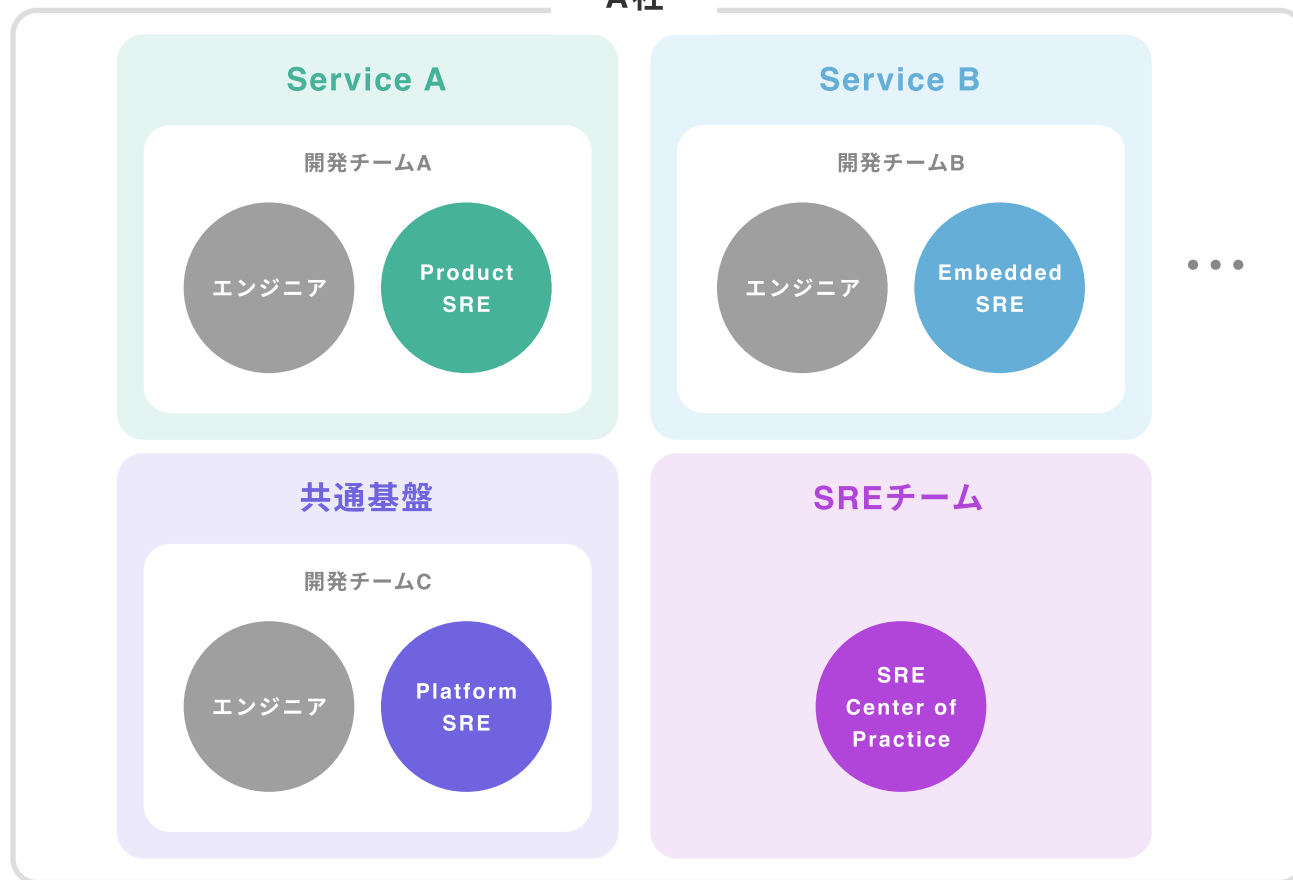 A社
Service A
開発チームA
エンジニア
Product
SRE
Service B
開発チームB
エンジニア
Embedded
SRE
共通基盤
開発チームC
エンジニア
Platform
SRE
SREチーム
SRE
Center of
Practice